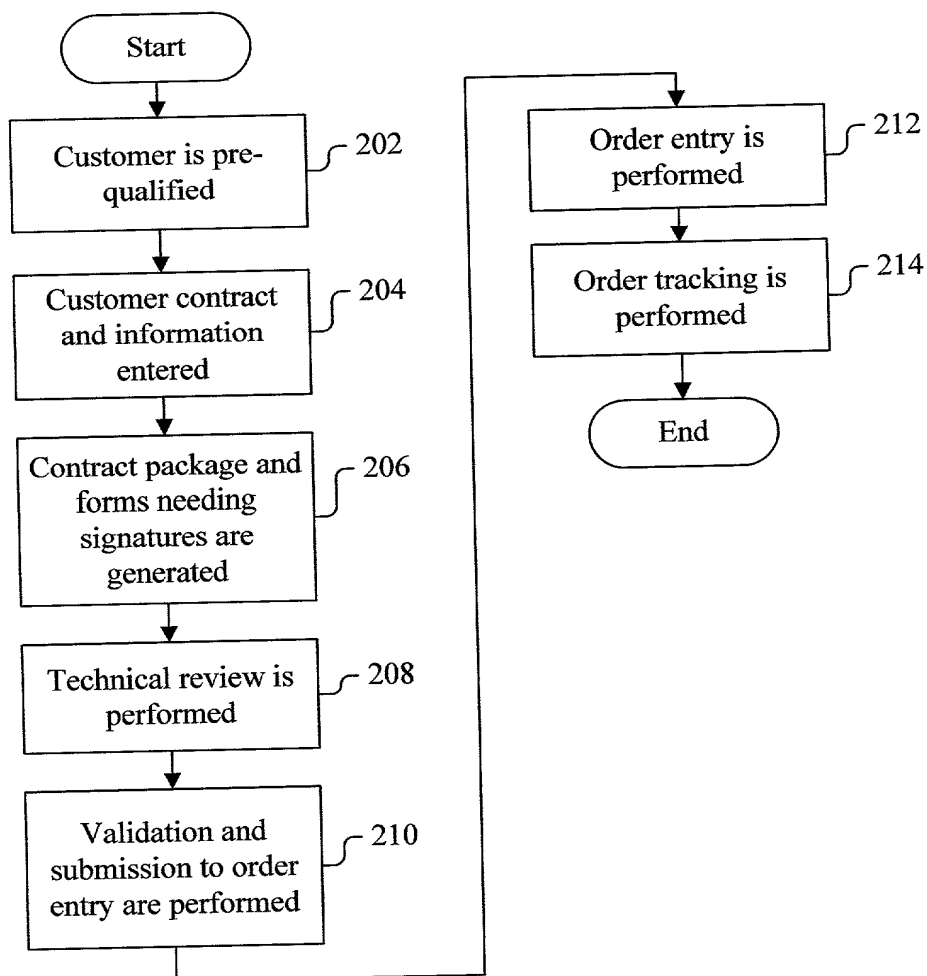 Start
Customer is pre-
qualified
202
Customer contract
and information
entered
204
Contract package and
forms needing
signatures are
generated
206
Technical review is
performed
208
Validation and
submission to order
entry are performed
210
Order entry is
performed
212
Order tracking is
performed
214
End